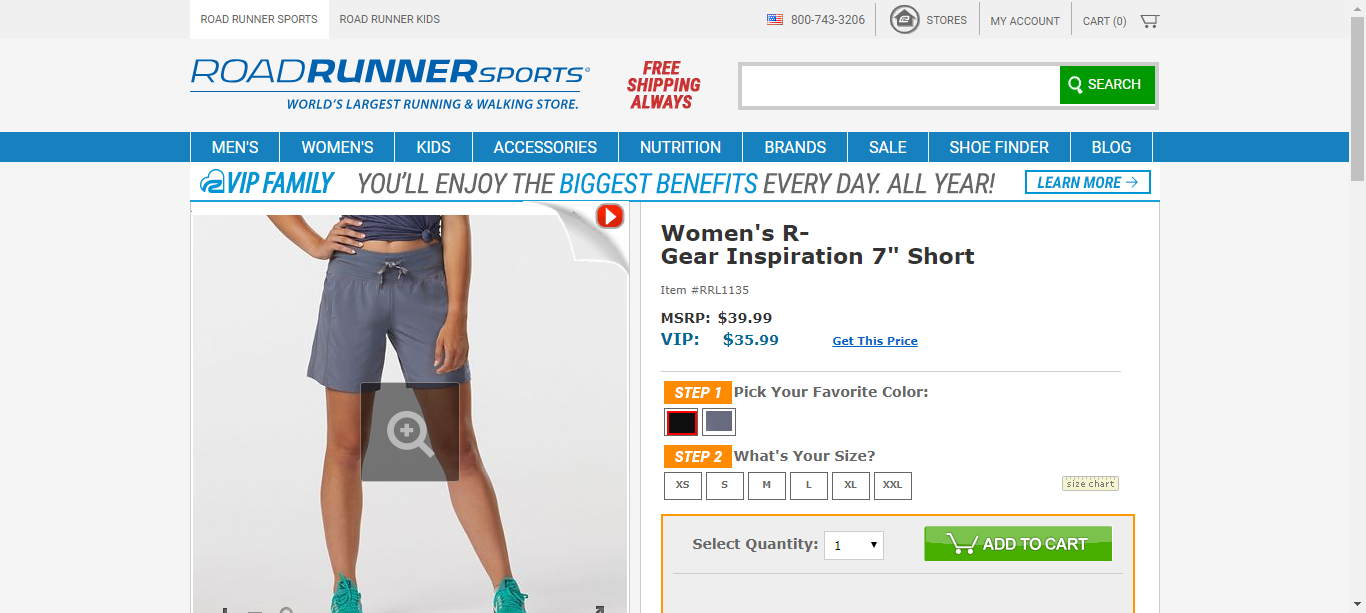 ROAD RUNNER SPORTS
ROAD RUNNER KIDS
800-743-3206
STORES
MY ACCOUNT
CART (0)
ROADRUNNERSPORTS®
WORLD'S LARGEST RUNNING & WALKING STORE.
FREE
SHIPPING
ALWAYS
SEARCH
MEN'S
WOMEN'S
KIDS
ACCESSORIES
NUTRITION
BRANDS
SALE
SHOE FINDER
BLOG
VIP FAMILY YOU'LL ENJOY THE BIGGEST BENEFITS EVERY DAY. ALL YEAR!
LEARN MORE →
Women's R-
Gear Inspiration 7" Short
Item #RRL1135
MSRP: $39.99
VIP: $35.99
Get This Price
STEP 1 Pick Your Favorite Color:
STEP 2 What's Your Size?
XS
S
M
L
XL
XXL
size chart
Select Quantity:
1
ADD TO CART